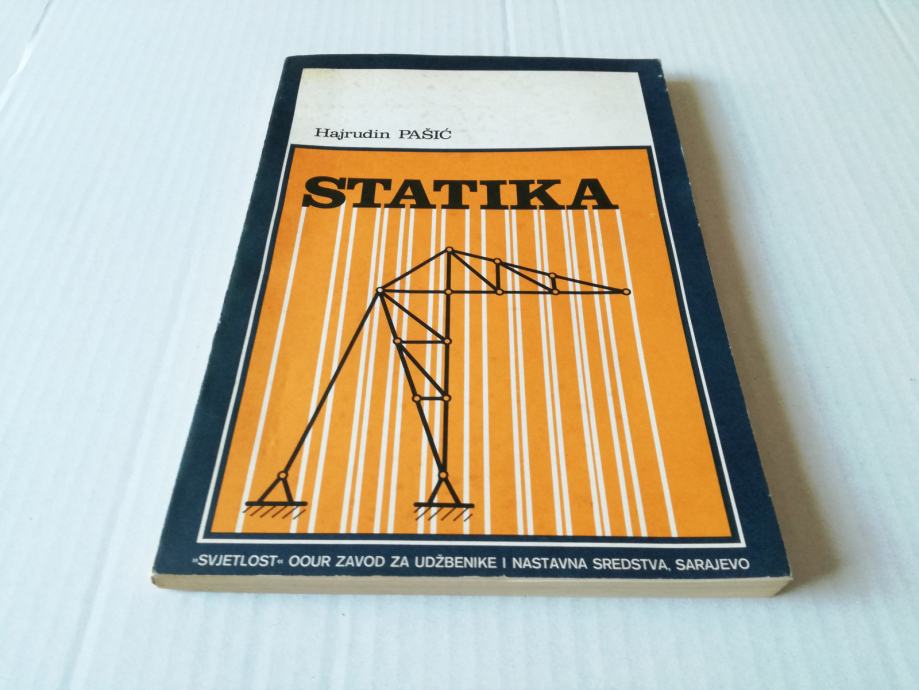 Hajrudin PAŠIĆ
STATIKA
»SVJETLOST« OOUR ZAVOD ZA UDŽBENIKE I NASTAVNA SREDSTVA, SARAJEVO